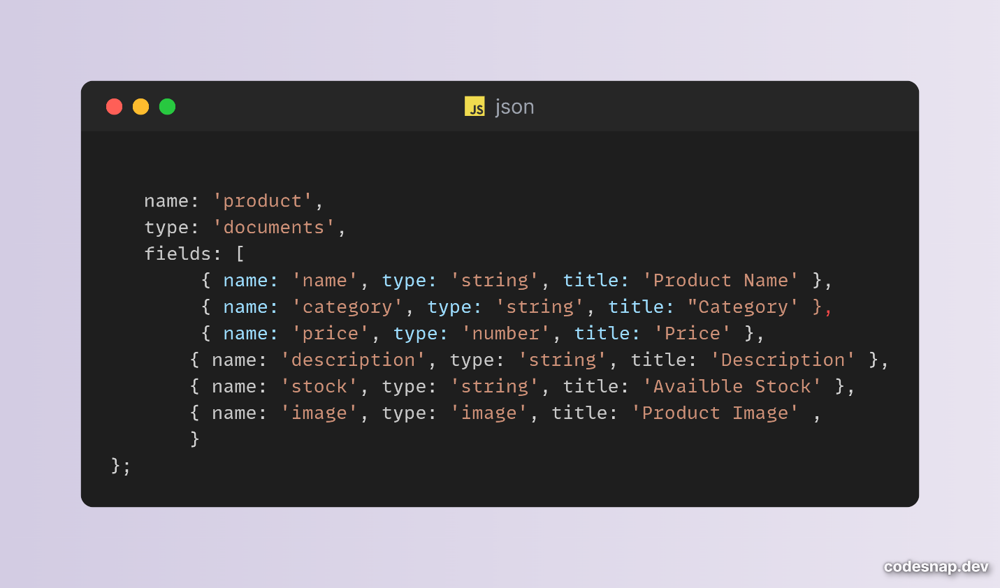 JS json
name: 'product',
type: 'documents',
fields: [
{ name: 'name', type: 'string', title: 'Product Name' },
{ name: 'category', type: 'string', title: "Category' },
{ name: 'price', type: 'number', title: 'Price' },
{ name: 'description', type: 'string', title: 'Description' },
{ name: 'stock', type: 'string', title: 'Availble Stock' },
{ name: 'image', type: 'image', title: 'Product Image' ,
}
};
codesnap.dev